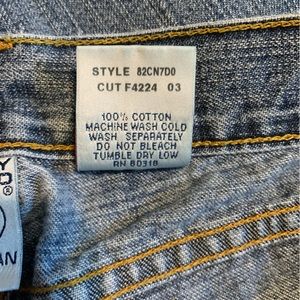 STYLE 82CN7D0
CUT F4224 03
100% COTTON
MACHINE WASH COLD
WASH SEPARATELY
DO NOT BLEACH
TUMBLE DRY LOW
RN 80318
Y
O®
AN